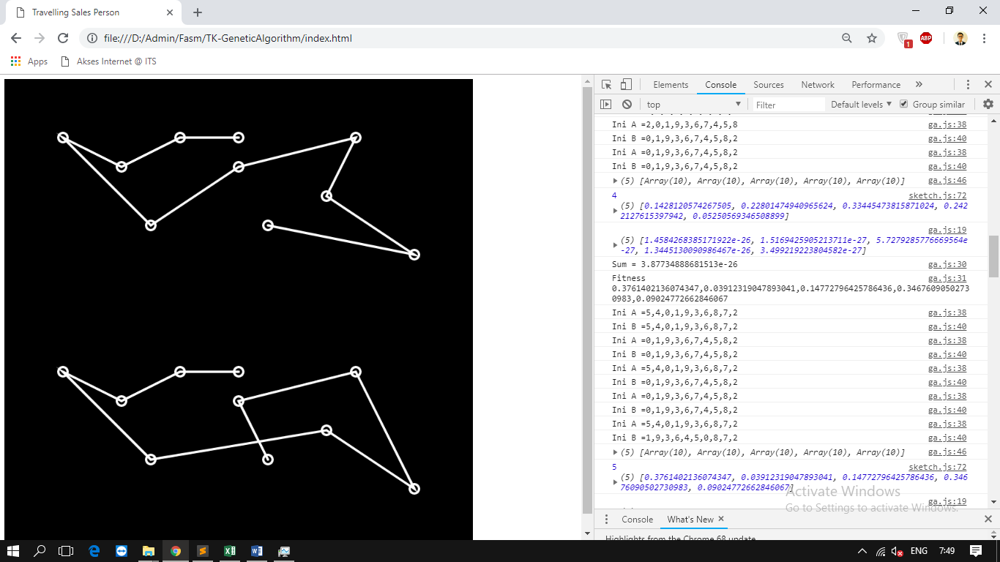 Travelling Sales Person
file:///D:/Admin/Fasm/TK-GeneticAlgorithm/index.html
1
ABP
Apps
Akses Internet @ ITS
Elements
Console
Sources
Network
Performance
top
Filter
Default levels
Group similar
Ini A =2,0,1,9,3,6,7,4,5,8 ga.js:38
Ini B =0,1,9,3,6,7,4,5,8,2 ga.js:40
Ini A =0,1,9,3,6,7,4,5,8,2 ga.js:38
Ini B =0,1,9,3,6,7,4,5,8,2 ga.js:40
(5) [Array(10), Array(10), Array(10), Array(10), Array(10)] ga.js:46
4 sketch.js:72
(5) [0.1428120574267505, 0.22801474940965624, 0.33445473815871024, 0.242
2127615397942, 0.05250569346508899]
ga.js:19
(5) [1.4584268385171922e-26, 1.5169425905213711e-27, 5.7279285776669564e
-27, 1.3445130090986467e-26, 3.499219223804582e-27]
Sum = 3.87734888681513e-26 ga.js:30
Fitness ga.js:31
0.3761402136074347,0.03912319047893041,0.14772796425786436,0.3467609050273
0983,0.09024772662846067
Ini A =5,4,0,1,9,3,6,8,7,2 ga.js:38
Ini B =5,4,0,1,9,3,6,8,7,2 ga.js:40
Ini A =0,1,9,3,6,7,4,5,8,2 ga.js:38
Ini B =0,1,9,3,6,7,4,5,8,2 ga.js:40
Ini A =5,4,0,1,9,3,6,8,7,2 ga.js:38
Ini B =0,1,9,3,6,7,4,5,8,2 ga.js:40
Ini A =0,1,9,3,6,7,4,5,8,2 ga.js:38
Ini B =0,1,9,3,6,7,4,5,8,2 ga.js:40
Ini A =5,4,0,1,9,3,6,8,7,2 ga.js:38
Ini B =1,9,3,6,4,5,0,8,7,2 ga.js:40
(5) [Array(10), Array(10), Array(10), Array(10), Array(10)] ga.js:46
5 sketch.js:72
(5) [0.3761402136074347, 0.03912319047893041, 0.14772796425786436, 0.346
76090502730983, 0.09024772662846067]
Activate Windows
ga.js:19
Go to Settings to activate Windows.
Console
What's New
Highlights from the Chrome 68 update
ENG
7:49